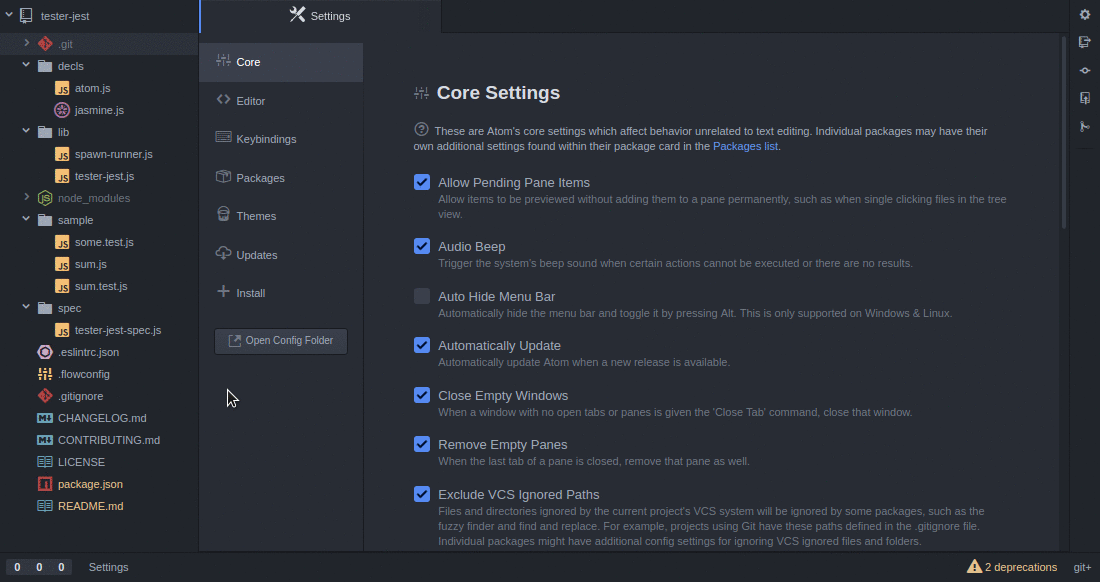 tester-jest
.git
decls
atom.js
jasmine.js
lib
spawn-runner.js
tester-jest.js
node_modules
sample
some.test.js
sum.js
sum.test.js
spec
tester-jest-spec.js
.eslintrc.json
.flowconfig
.gitignore
CHANGELOG.md
CONTRIBUTING.md
LICENSE
package.json
README.md
Settings
Core
Editor
Keybindings
Packages
Themes
Updates
Install
Open Config Folder
Core Settings
These are Atom's core settings which affect behavior unrelated to text editing. Individual packages may have their
own additional settings found within their package card in the Packages list.
Allow Pending Pane Items
Allow items to be previewed without adding them to a pane permanently, such as when single clicking files in the tree
view.
Audio Beep
Trigger the system's beep sound when certain actions cannot be executed or there are no results.
Auto Hide Menu Bar
Automatically hide the menu bar and toggle it by pressing Alt. This is only supported on Windows & Linux.
Automatically Update
Automatically update Atom when a new release is available.
Close Empty Windows
When a window with no open tabs or panes is given the 'Close Tab' command, close that window.
Remove Empty Panes
When the last tab of a pane is closed, remove that pane as well.
Exclude VCS Ignored Paths
Files and directories ignored by the current project's VCS system will be ignored by some packages, such as the
fuzzy finder and find and replace. For example, projects using Git have these paths defined in the .gitignore file.
Individual packages might have additional config settings for ignoring VCS ignored files and folders.
0 0 0 Settings
2 deprecations git+